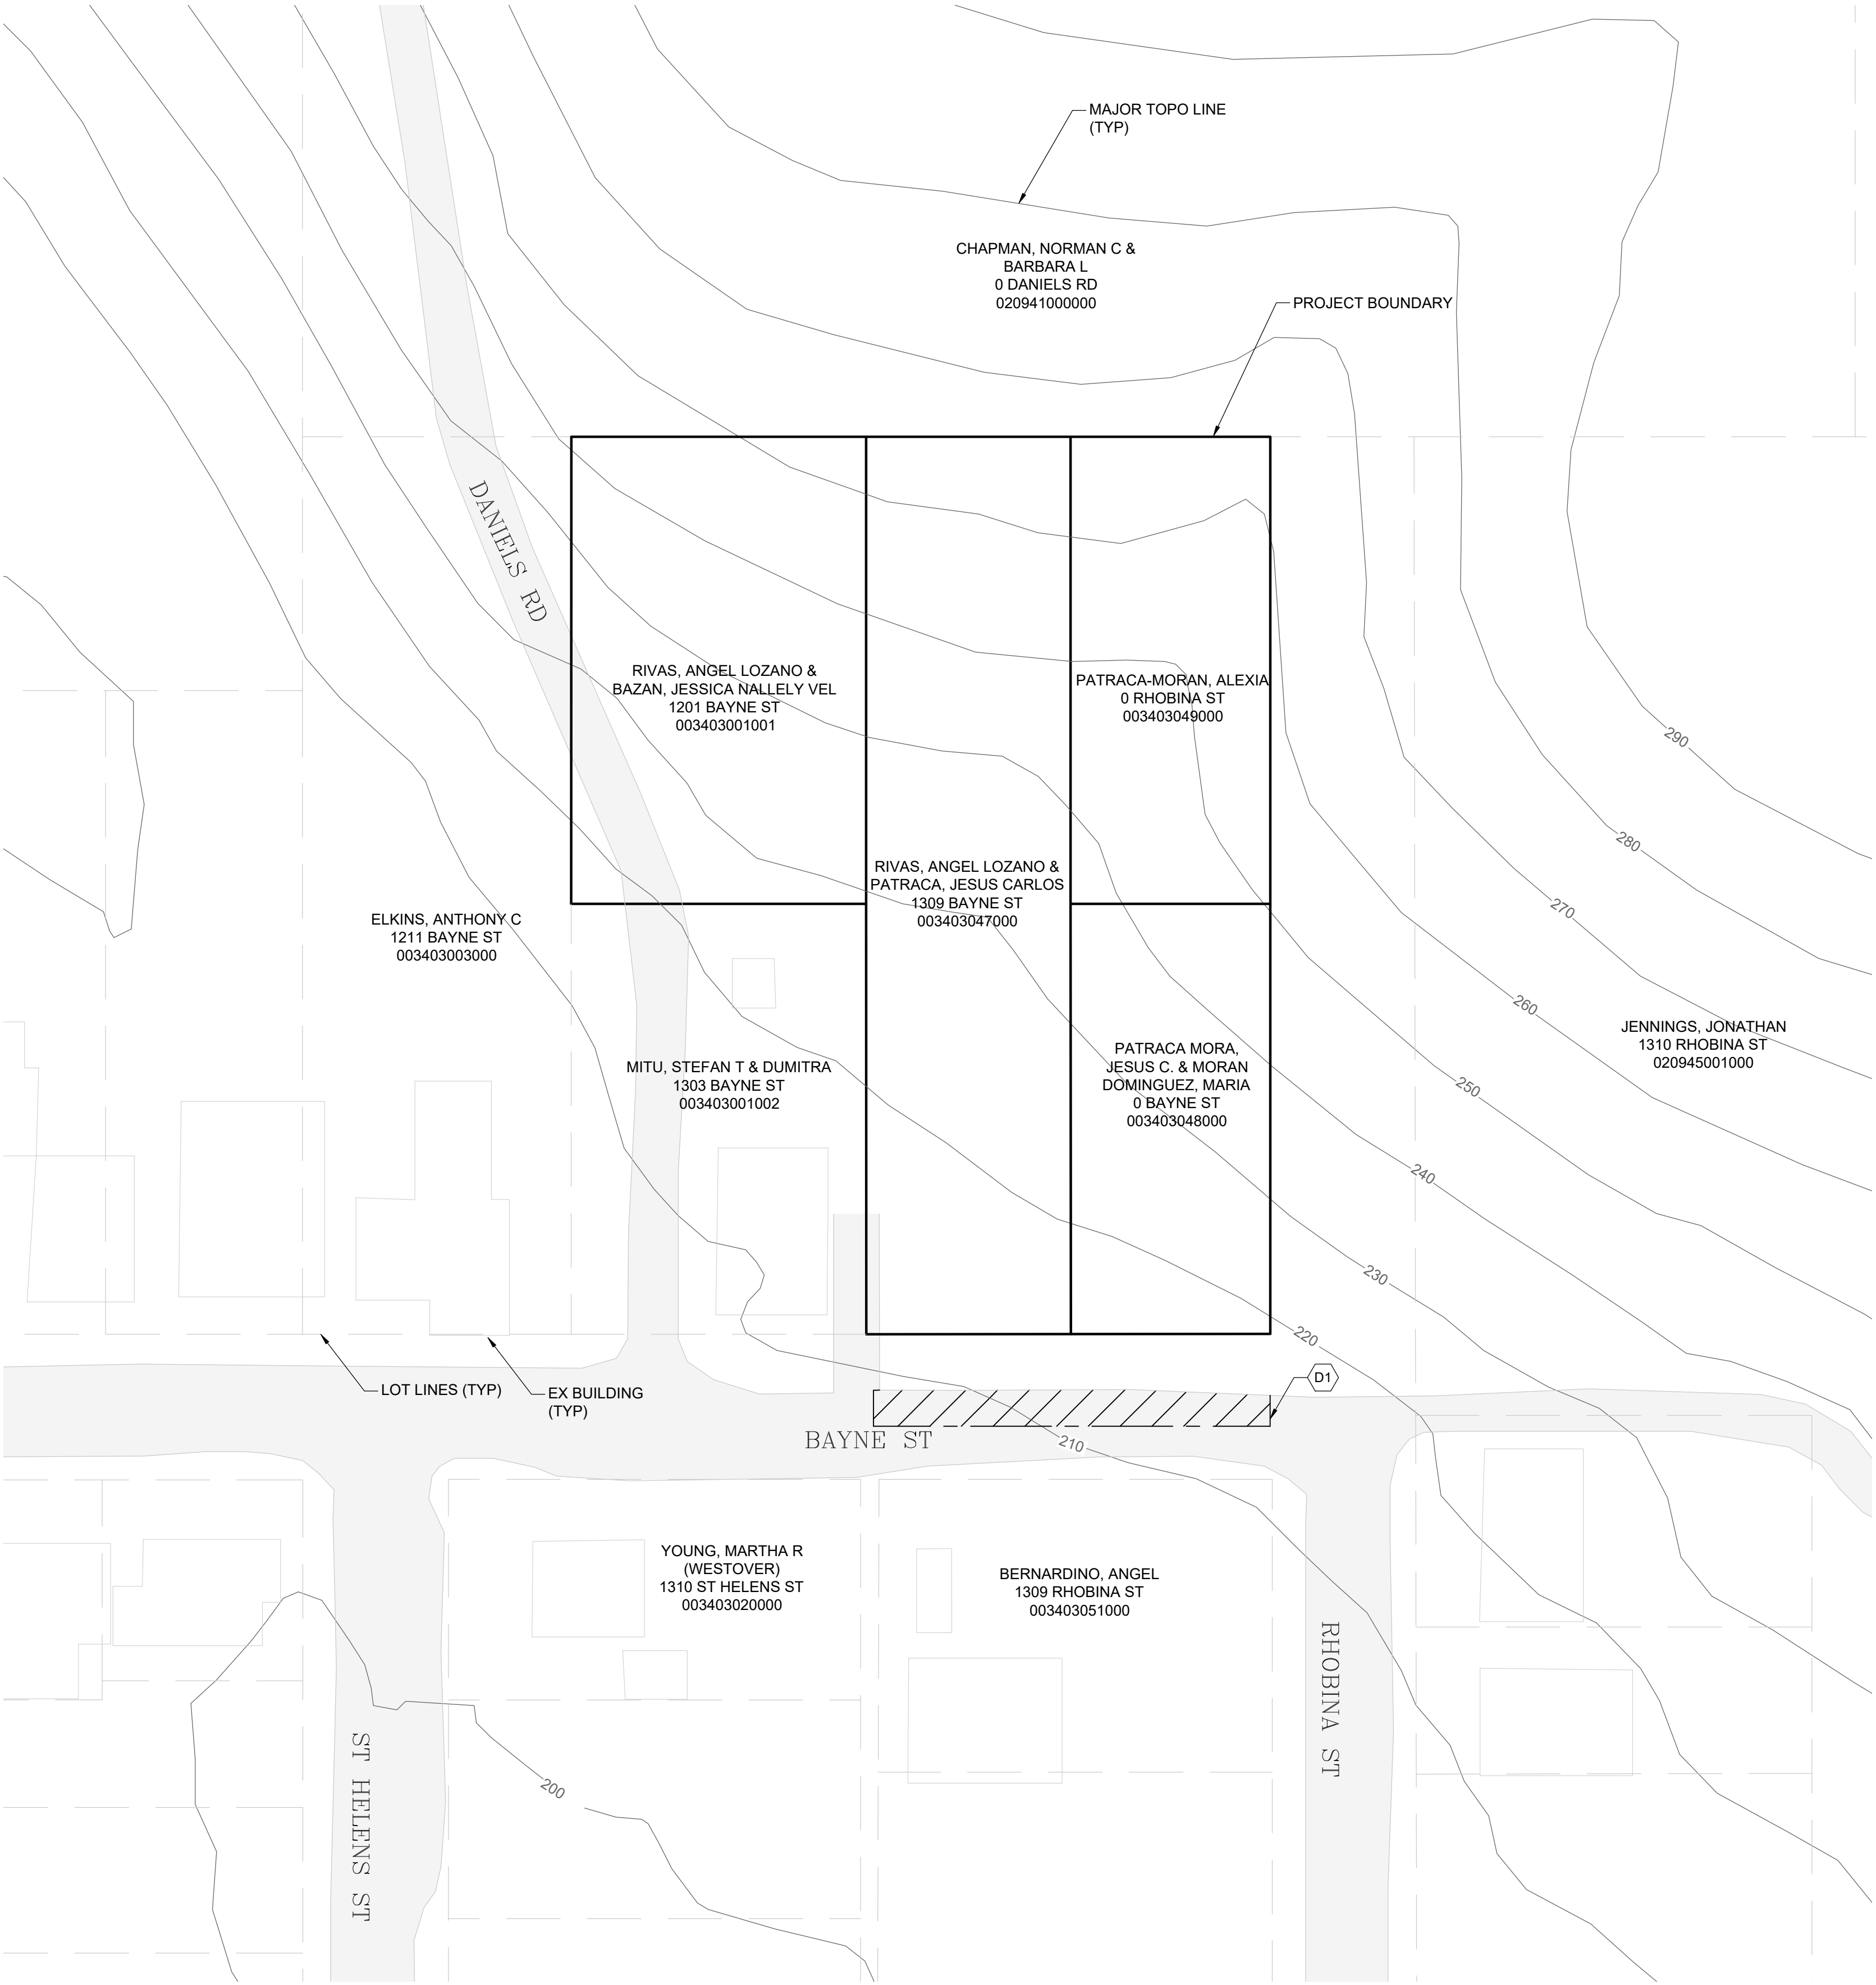 MAJOR TOPO LINE
(TYP)
CHAPMAN, NORMAN C &
BARBARA L
0 DANIELS RD
020941000000
PROJECT BOUNDARY
DANIELS RD
RIVAS, ANGEL LOZANO &
BAZAN, JESSICA NALLELY VEL
1201 BAYNE ST
003403001001
PATRACA-MORAN, ALEXIA
0 RHOBINA ST
003403049000
290
280
RIVAS, ANGEL LOZANO &
PATRACA, JESUS CARLOS
1309 BAYNE ST
003403047000
270
ELKINS, ANTHONY C
1211 BAYNE ST
003403003000
260
JENNINGS, JONATHAN
1310 RHOBINA ST
020945001000
MITU, STEFAN T & DUMITRA
1303 BAYNE ST
003403001002
PATRACA MORA,
JESUS C. & MORAN
DOMINGUEZ, MARIA
0 BAYNE ST
003403048000
250
240
230
220
D1
LOT LINES (TYP)
EX BUILDING
(TYP)
BAYNE ST
210
YOUNG, MARTHA R
(WESTOVER)
1310 ST HELENS ST
003403020000
BERNARDINO, ANGEL
1309 RHOBINA ST
003403051000
RHOBINA ST
ST HELENS ST
200